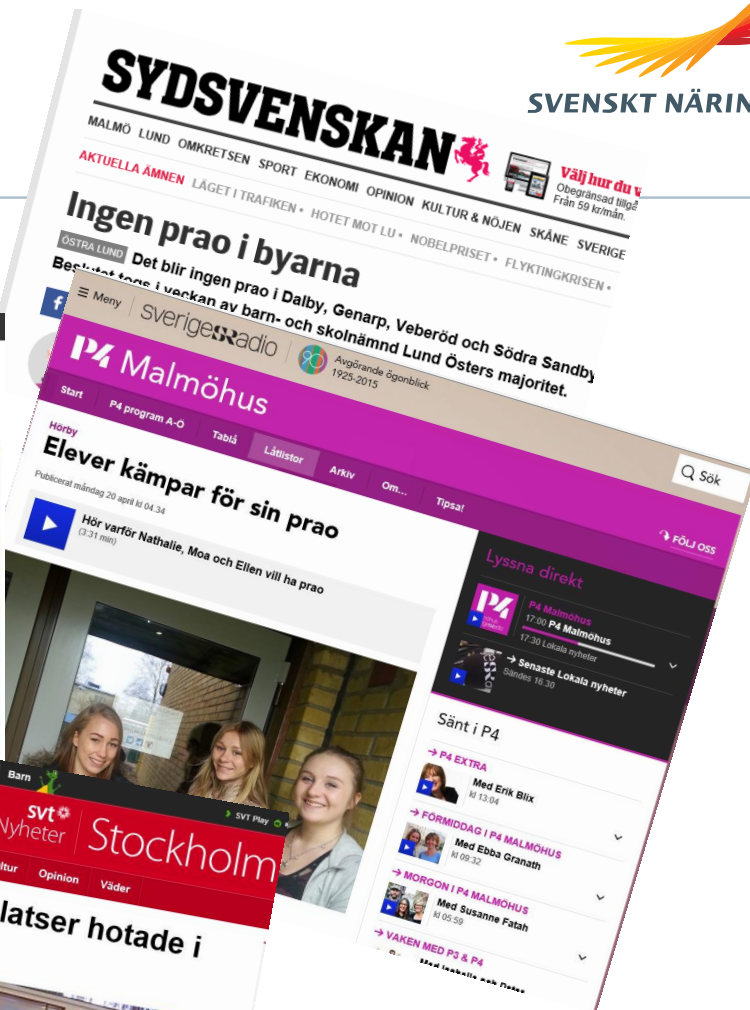 SVENSKT NÄRIN
SYDSVENSKAN
MALMÖ LUND OMKRETSEN SPORT EKONOMI OPINION KULTUR & NÖJEN SKÅNE SVERIGE
AKTUELLA ÄMNEN LÄGET I TRAFIKEN • HOTET MOT LU • NOBELPRISET • FLYKTINGKRISEN •
Välj hur du v
Obegränsad tillgå
Från 59 kr/mån.
Ingen prao i byarna
ÖSTRA LUND Det blir ingen prao i Dalby, Genarp, Veberöd och Södra Sandby
Beslutet togs i veckan av barn- och skolnämnd Lund Östers majoritet.
f
Meny
sverigesradio
90
Avgörande ögonblick
1925-2015
P4 Malmöhus
Sök
Start P4 program A-Ö Tablå Låtlistor Arkiv Om... Tipsa!
FÖLJ OSS
Hörby
Elever kämpar för sin prao
Publicerat måndag 20 april kl 04.34
Hör varför Nathalie, Moa och Ellen vill ha prao
(3:31 min)
Lyssna direkt
P4
P4 Malmöhus
17:00 P4 Malmöhus
17:30 Lokala nyheter
→ Senaste Lokala nyheter
Sändes 16.30
Sänt i P4
→ P4 EXTRA
Med Erik Blix
kl 13:04
→ FÖRMIDDAG I P4 MALMÖHUS
Med Ebba Granath
kl 09:32
→ MORGON I P4 MALMÖHUS
Med Susanne Fatah
kl 05:59
→ VAKEN MED P3 & P4
Barn
SVT Play
svt
Nyheter
Stockholm
ltur Opinion Väder
latser hotade i